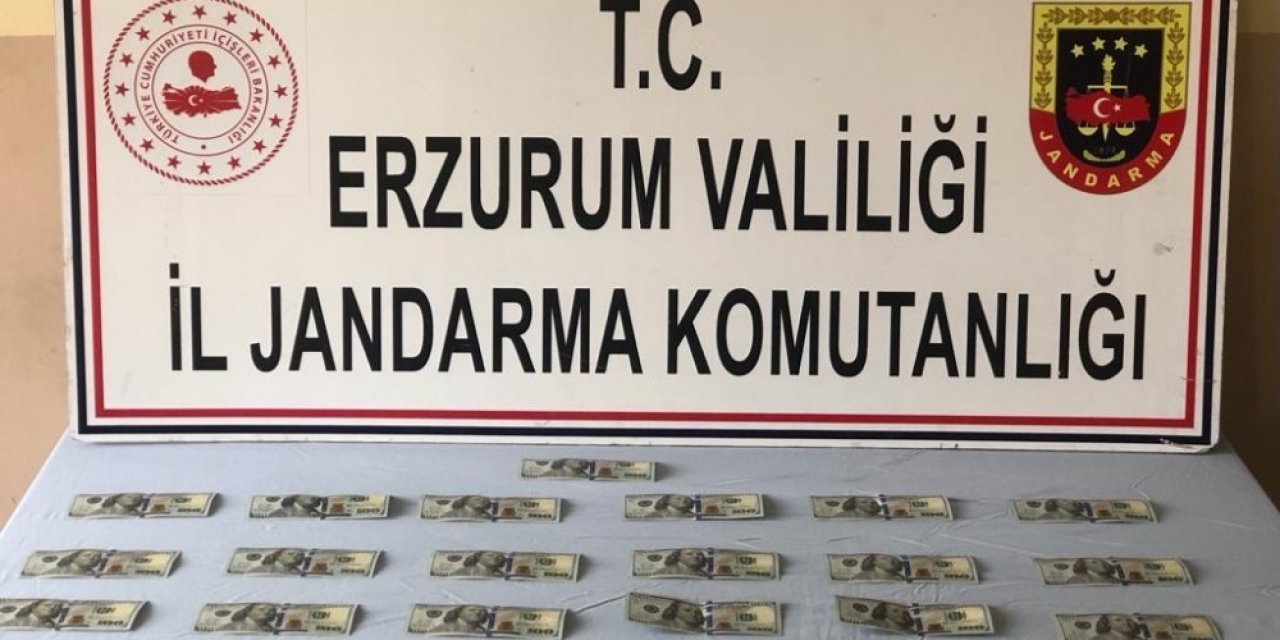 T.C.
ERZURUM VALİLİĞİ
İL JANDARMA KOMUTANLIĞI
TÜRKİYE CUMHURİYETİ İÇİŞLERİ BAKANLIĞI
JANDARMA